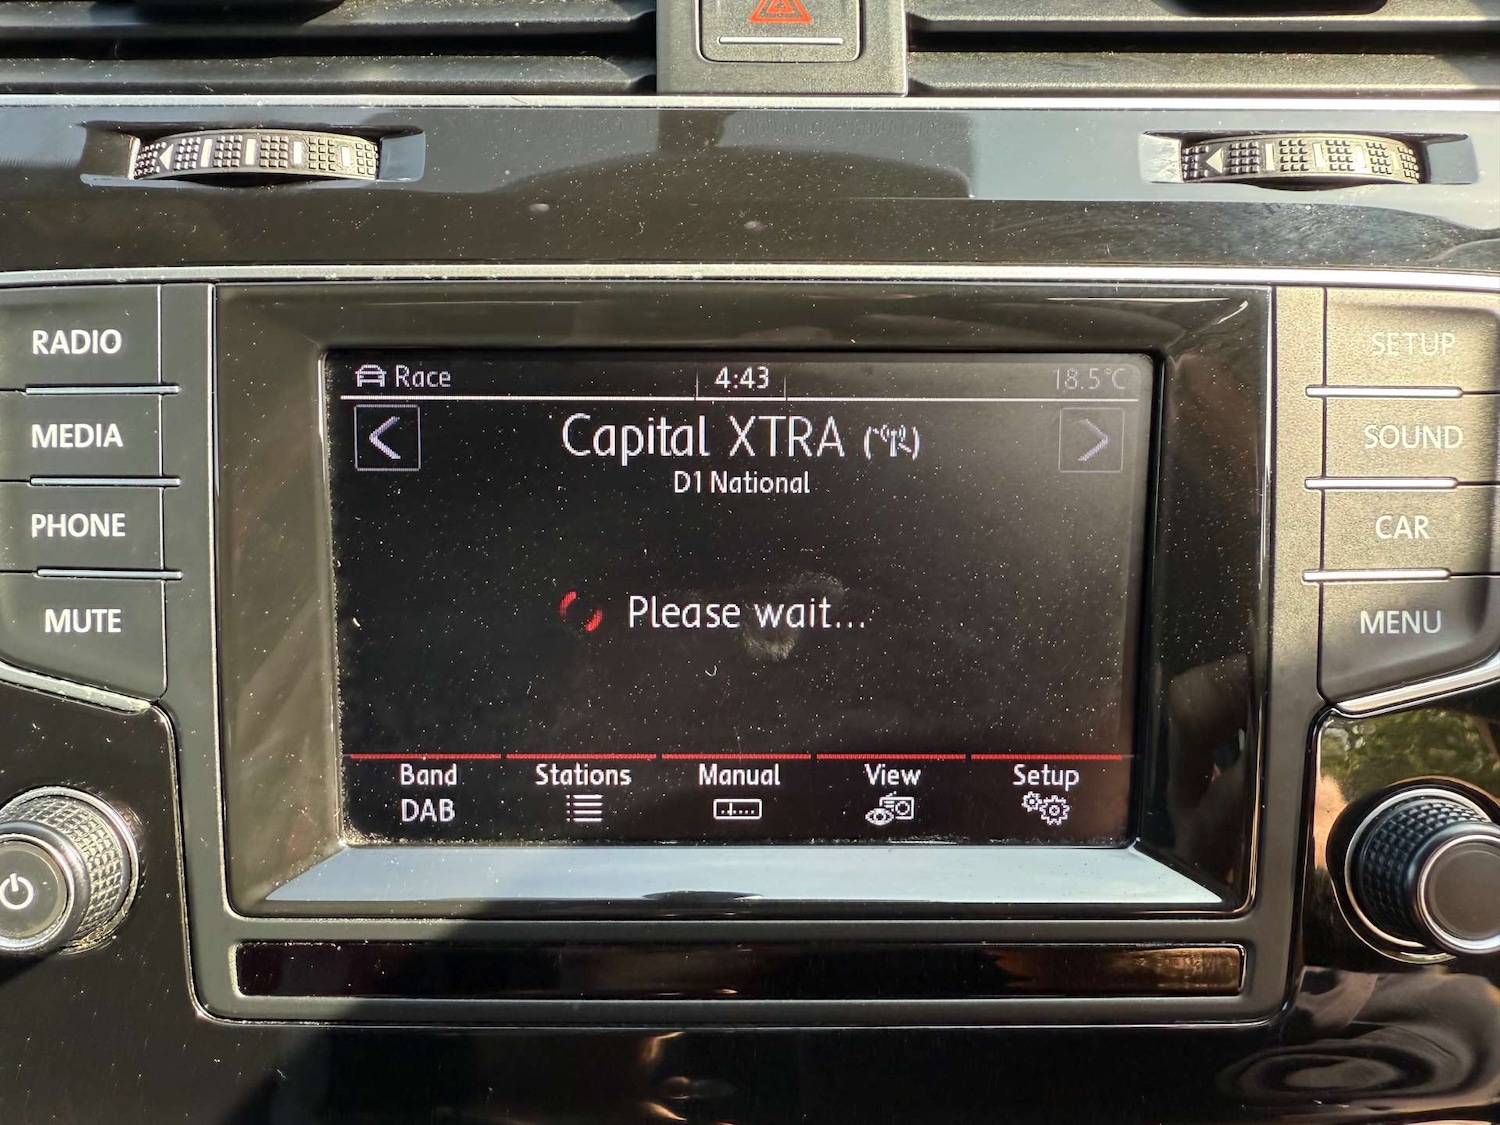 RADIO
MEDIA
PHONE
MUTE
Race
4:43
18.5°C
Capital XTRA
D1 National
Please wait...
Band
DAB
Stations
Manual
View
Setup
SETUP
SOUND
CAR
MENU